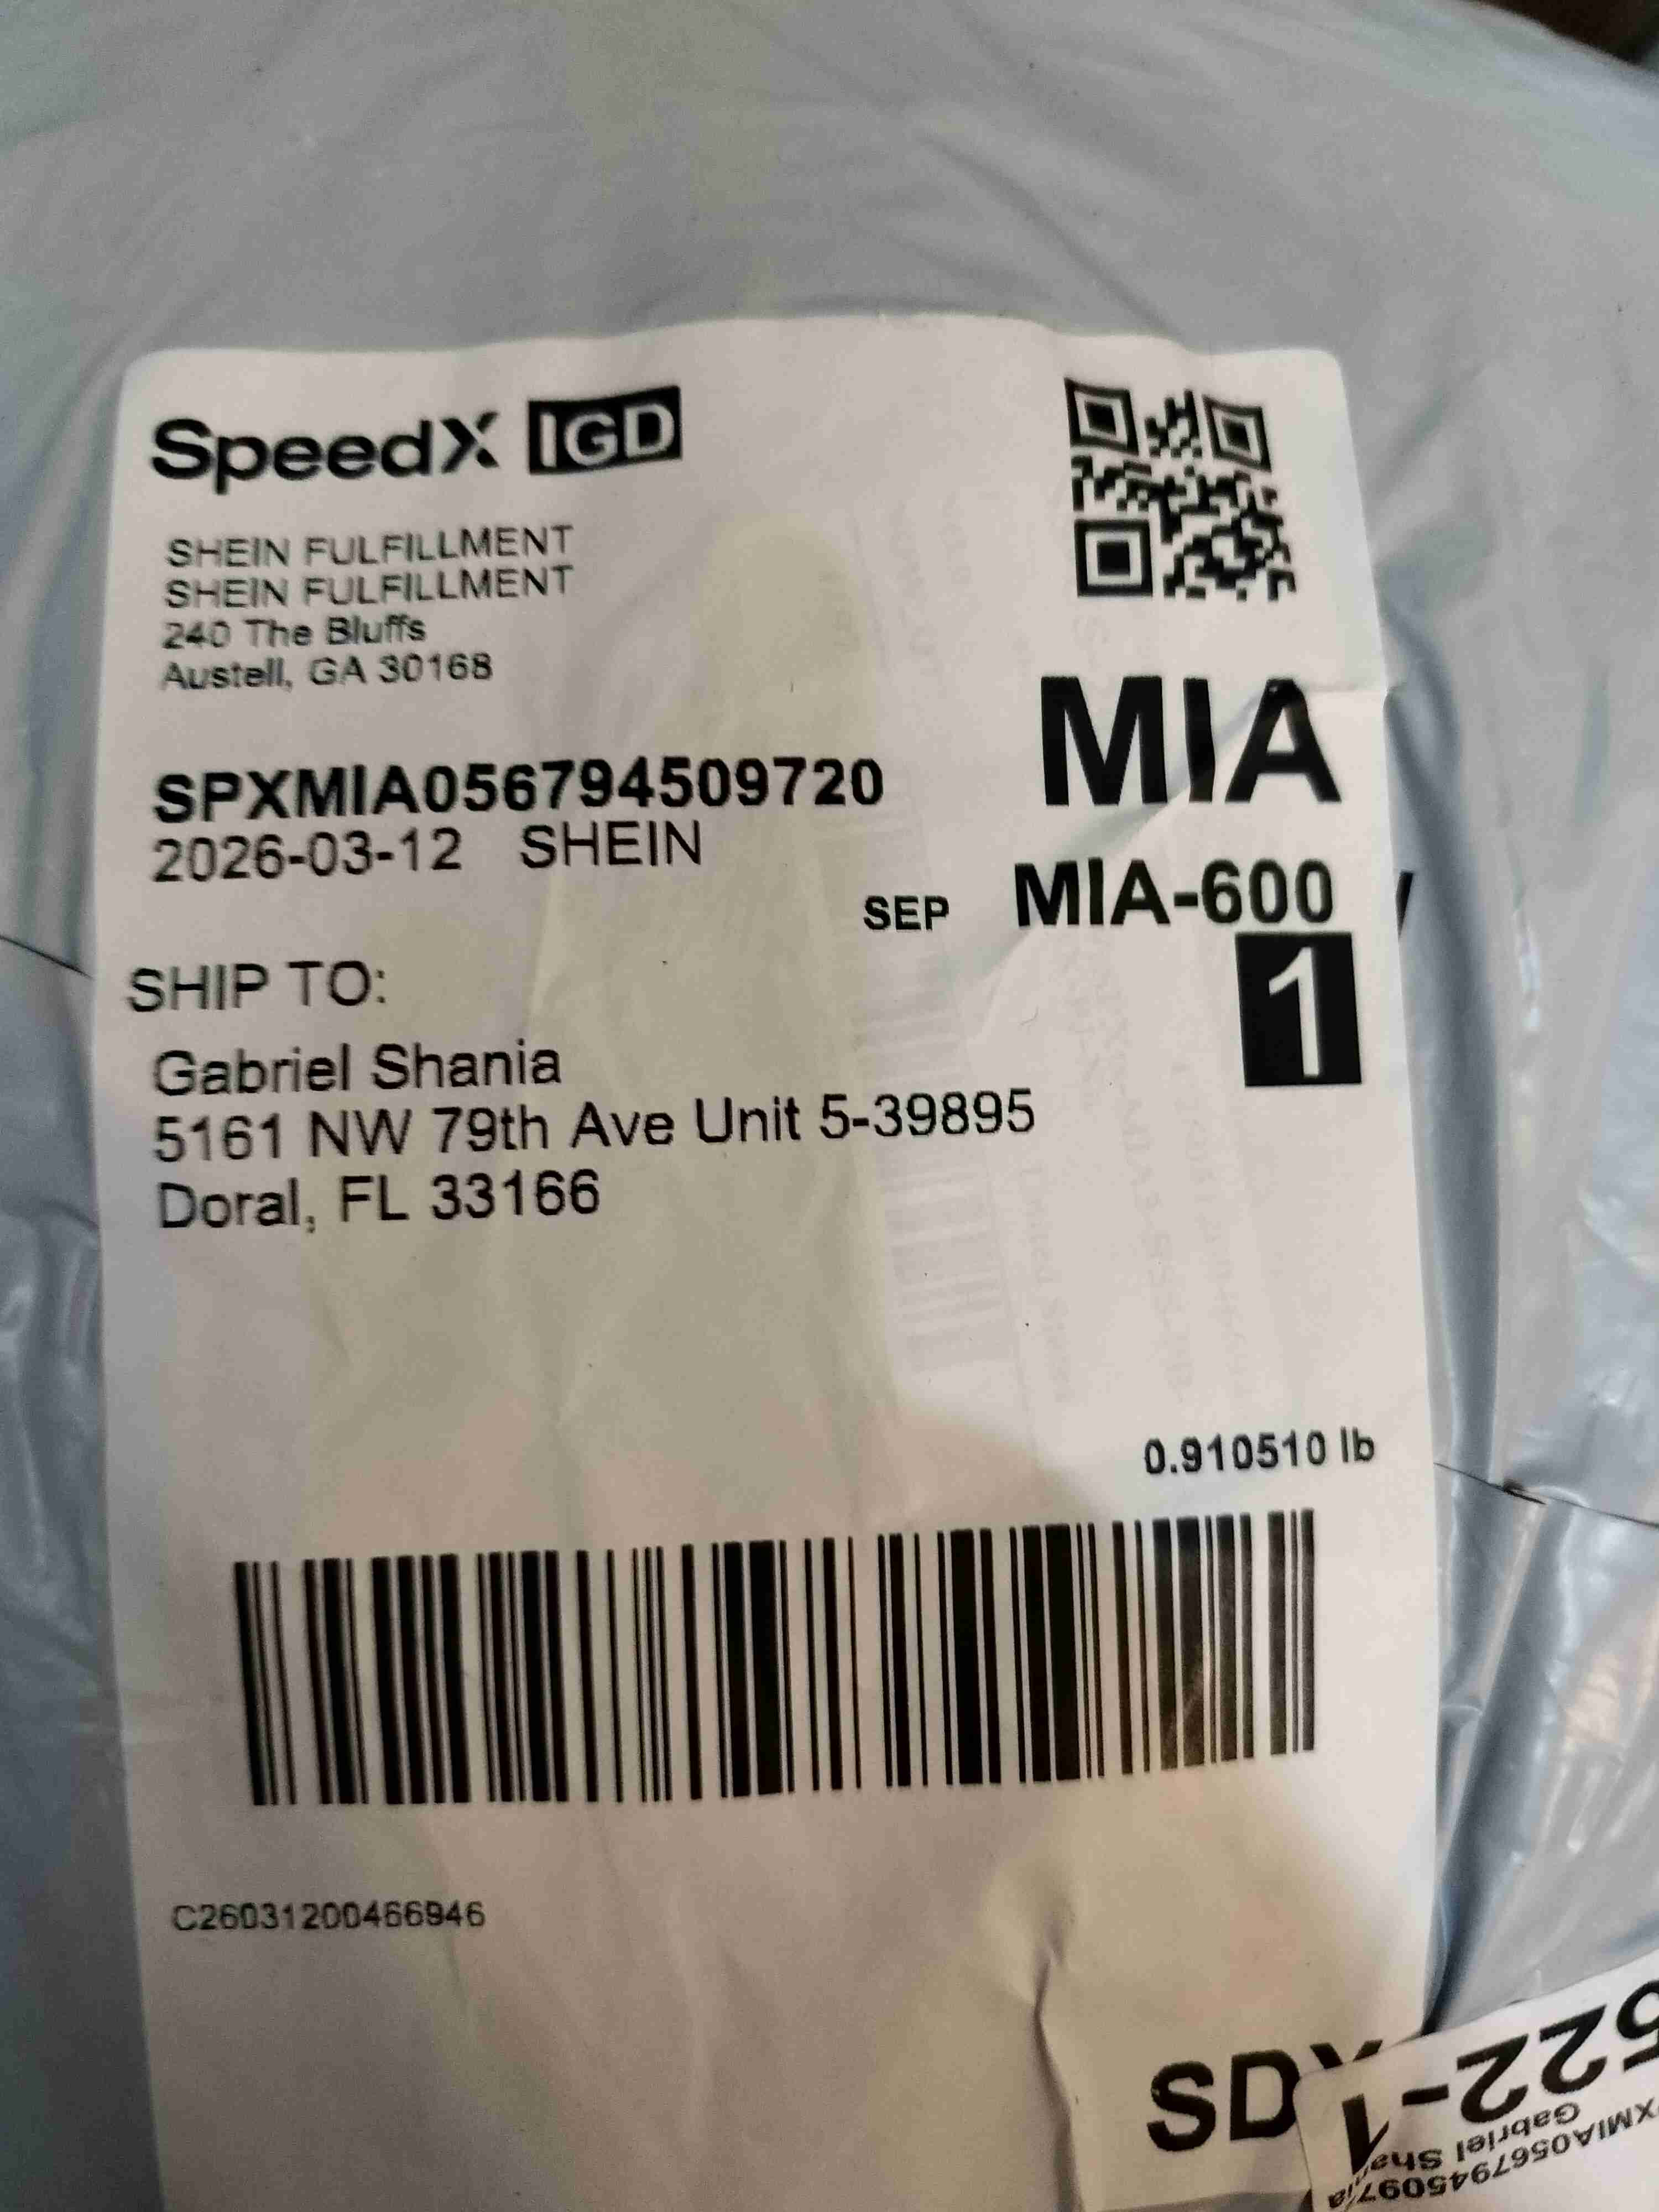 SpeedX IGD
SHEIN FULFILLMENT
SHEIN FULFILLMENT
240 The Bluffs
Austell, GA 30168
MIA
SPXMIA056794509720
2026-03-12 SHEIN
SEP MIA-600
1
SHIP TO:
Gabriel Shania
5161 NW 79th Ave Unit 5-39895
Doral, FL 33166
0.910510 lb
C26031200466946